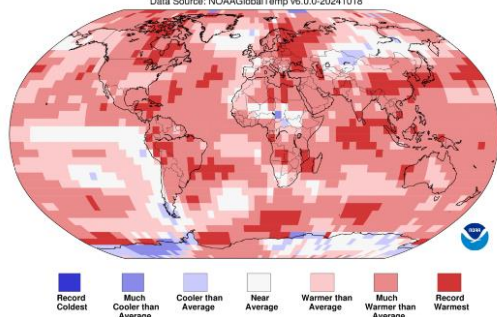 Data Source: NOAAGlobalTemp v6.0.0-20241018
NOAA
Record
Coldest
Much
Cooler than
Average
Cooler than
Average
Near
Average
Warmer than
Average
Much
Warmer than
Average
Record
Warmest